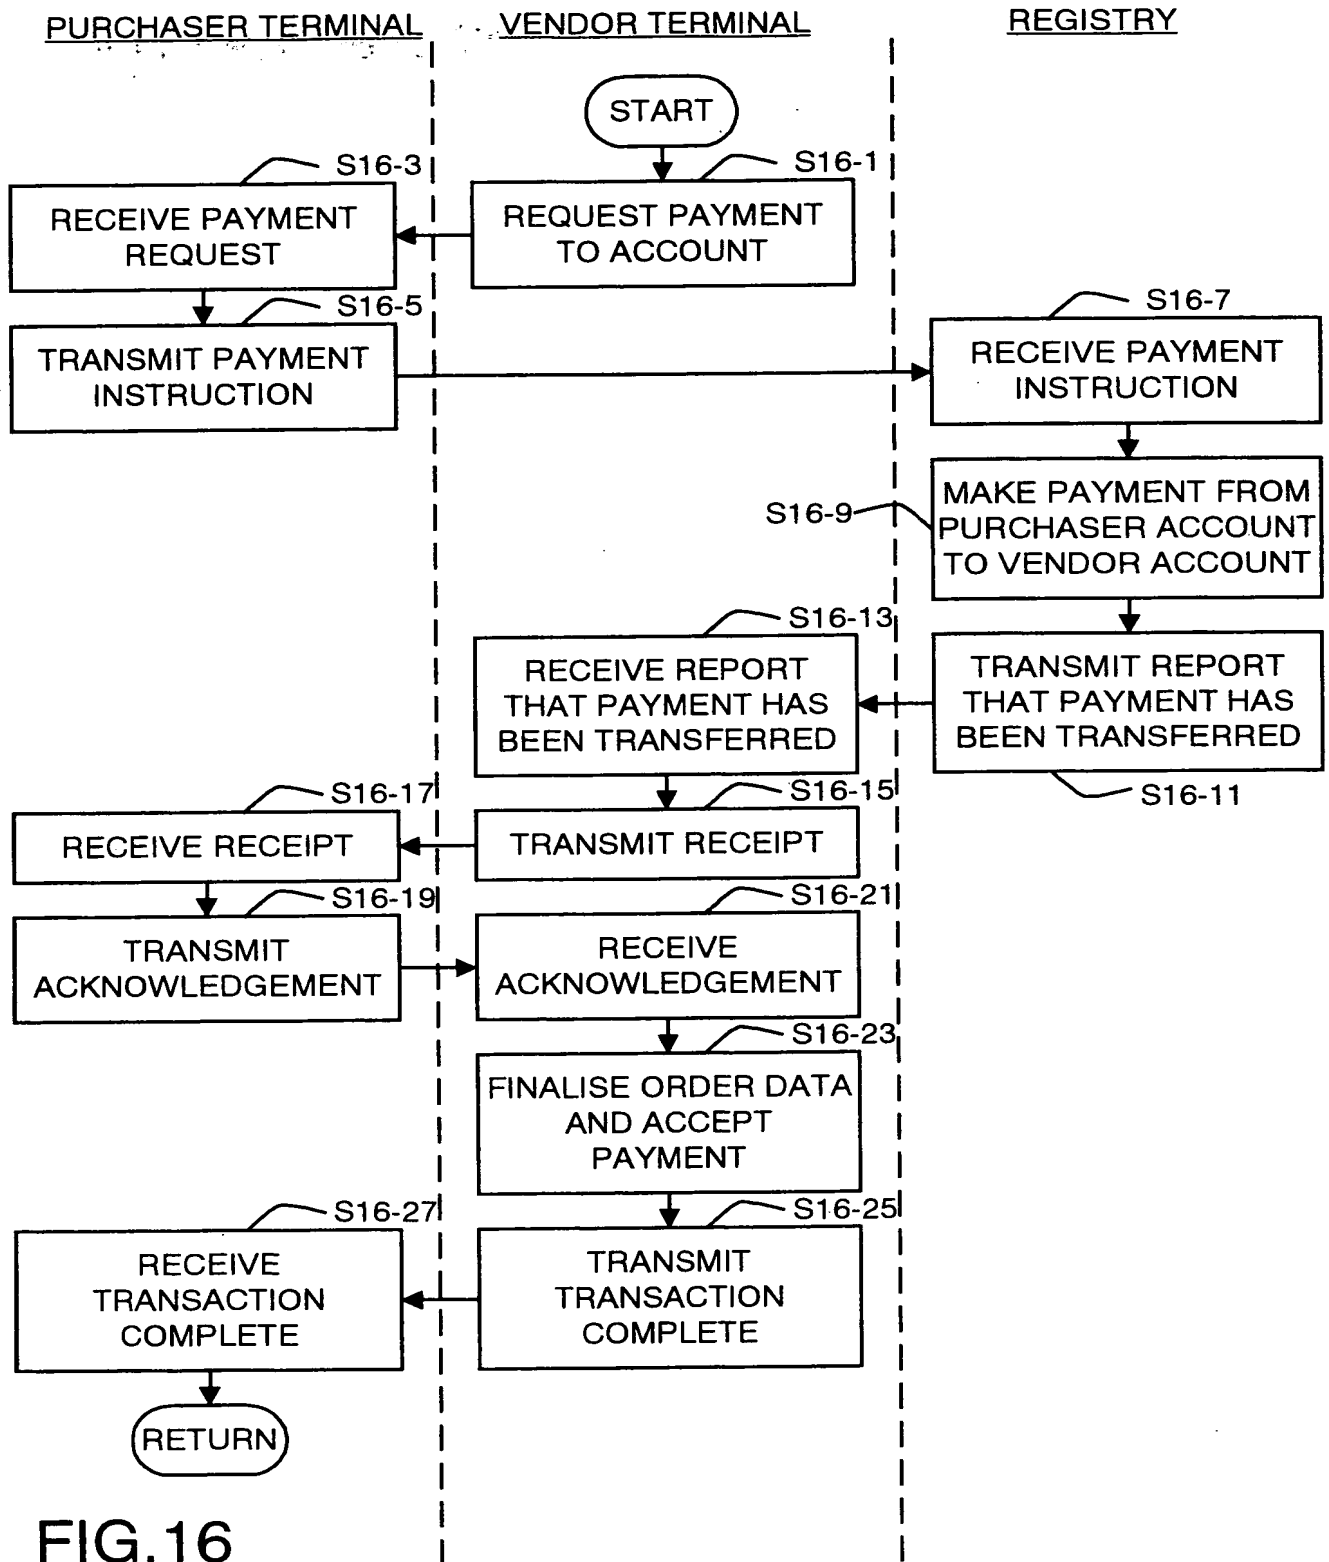 PURCHASER TERMINAL
VENDOR TERMINAL
REGISTRY
START
S16-3
S16-1
RECEIVE PAYMENT
REQUEST
REQUEST PAYMENT
TO ACCOUNT
S16-5
S16-7
TRANSMIT PAYMENT
INSTRUCTION
RECEIVE PAYMENT
INSTRUCTION
S16-9
MAKE PAYMENT FROM
PURCHASER ACCOUNT
TO VENDOR ACCOUNT
S16-13
RECEIVE REPORT
THAT PAYMENT HAS
BEEN TRANSFERRED
TRANSMIT REPORT
THAT PAYMENT HAS
BEEN TRANSFERRED
S16-11
S16-17
S16-15
RECEIVE RECEIPT
TRANSMIT RECEIPT
S16-19
S16-21
TRANSMIT
ACKNOWLEDGEMENT
RECEIVE
ACKNOWLEDGEMENT
S16-23
FINALISE ORDER DATA
AND ACCEPT
PAYMENT
S16-27
S16-25
RECEIVE
TRANSACTION
COMPLETE
TRANSMIT
TRANSACTION
COMPLETE
RETURN
FIG.16